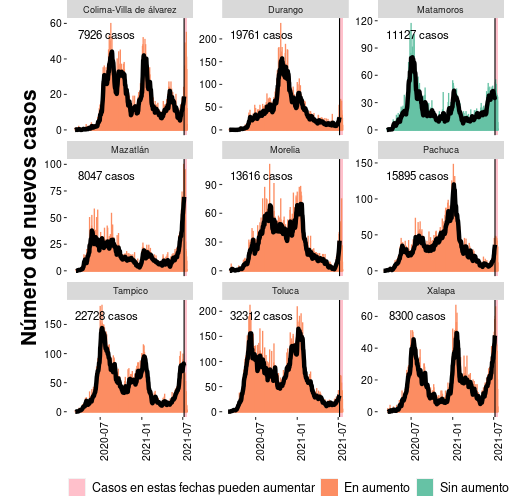 Colima-Villa de álvarez Durango Matamoros
60 200 120
40 150 90
20 100 60
0 50 30
0 0
7926 casos 19761 casos 11127 casos
Mazatlán Morelia Pachuca
100 90 150
75 60 100
50 30 50
25 0 0
0
8047 casos 13616 casos 15895 casos
Tampico Toluca Xalapa
150 200 60
100 150 40
50 100 20
0 50 0
0
22728 casos 32312 casos 8300 casos
2020-07 2021-01 2021-07 2020-07 2021-01 2021-07 2020-07 2021-01 2021-07
Número de nuevos casos
Casos en estas fechas pueden aumentar En aumento Sin aumento